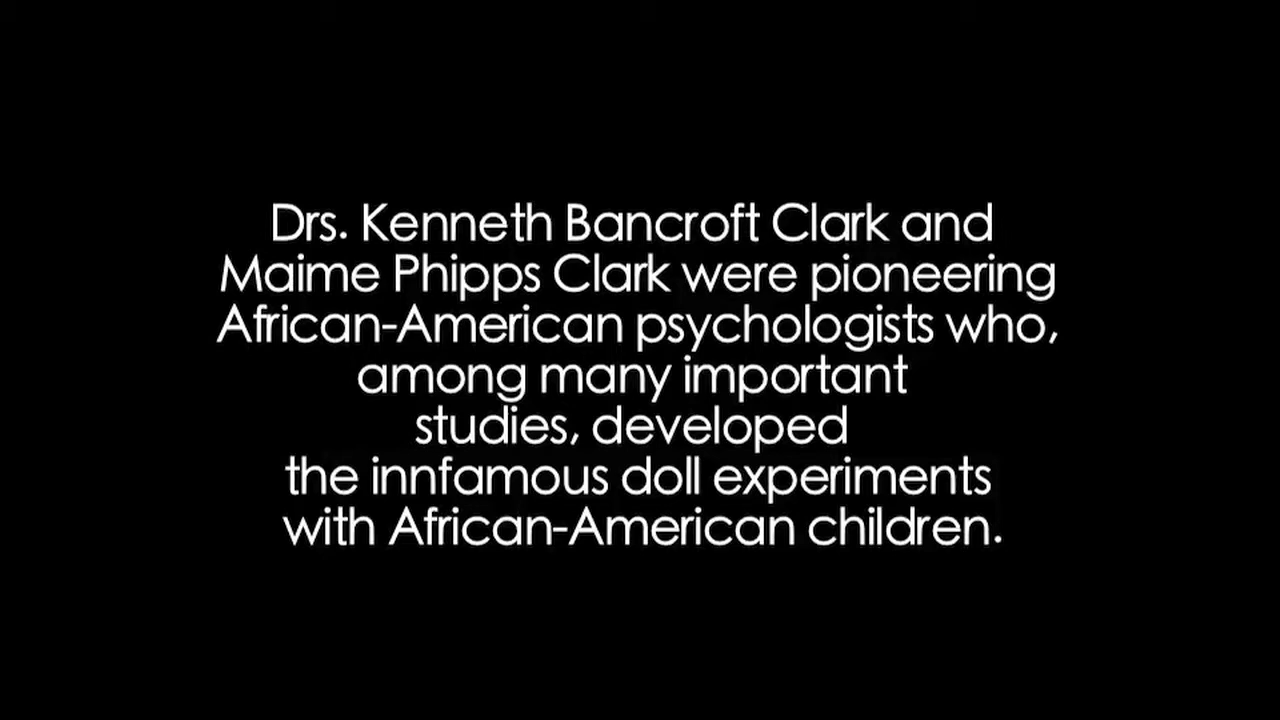 Drs. Kenneth Bancroft Clark and
Maime Phipps Clark were pioneering
African-American psychologists who,
among many important
studies, developed
the innfamous doll experiments
with African-American children.